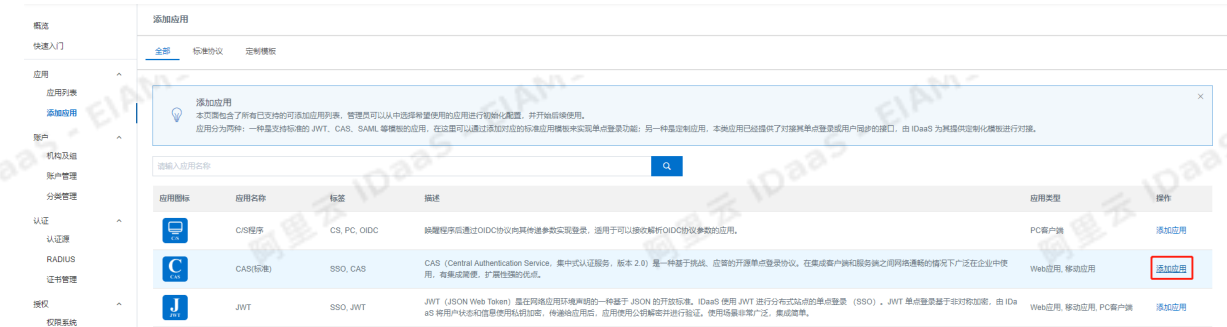 概览
快速入门
应用
应用列表
添加应用
账户
机构及组
账户管理
分类管理
认证
认证源
RADIUS
证书管理
授权
权限系统
添加应用
全部 标准协议 定制模板
添加应用
本页面包含了所有已支持的可添加应用列表，管理员可以从中选择希望使用的应用进行初始化配置，并开始后续使用。
应用分为两种：一种是支持标准的 JWT、CAS、SAML 等模板的应用，在这里可以通过添加对应的标准应用模板来实现单点登录功能；另一种是定制应用，本类应用已经提供了对接其单点登录或用户同步的接口，由 IDaaS 为其提供定制化模板进行对接。
×
请输入应用名称
应用图标 应用名称 标签 描述 应用类型 操作
CS C/S程序 CS, PC, OIDC 唤醒程序后通过OIDC协议向其传递参数实现登录，适用于可以接收解析OIDC协议参数的应用。 PC客户端 添加应用
C CAS CAS(标准) SSO, CAS CAS（Central Authentication Service，集中式认证服务，版本 2.0）是一种基于挑战、应答的开源单点登录协议。在集成客户端和服务端之间网络通畅的情况下广泛在企业中使 Web应用, 移动应用 添加应用
用，有集成简便，扩展性强的优点。
J JWT JWT SSO, JWT JWT（JSON Web Token）是在网络应用环境声明的一种基于 JSON 的开放标准。IDaaS 使用 JWT 进行分布式站点的单点登录 （SSO）。JWT 单点登录基于非对称加密，由 IDa Web应用, 移动应用, PC客户端 添加应用
aS 将用户状态和信息使用私钥加密，传递给应用后，应用使用公钥解密并进行验证。使用场景非常广泛，集成简单。
阿里云 IDaaS - EIAM-
阿里云 IDaaS - EIAM-